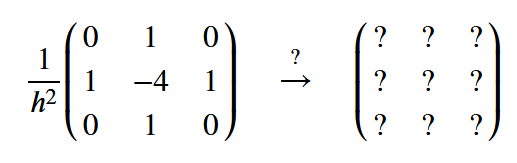 1/h² (0 1 0) ? (? ? ?)
(1 −4 1) → (? ? ?)
(0 1 0) (? ? ?)